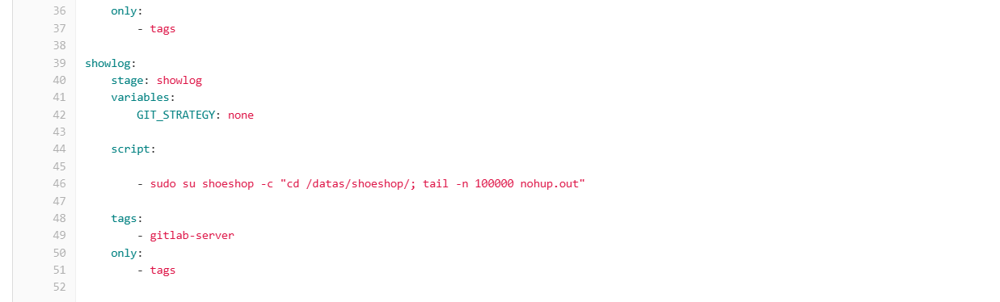 36 only:
37 - tags
38
39 showlog:
40 stage: showlog
41 variables:
42 GIT_STRATEGY: none
43
44 script:
45
46 - sudo su shoeshop -c "cd /datas/shoeshop/; tail -n 100000 nohup.out"
47
48 tags:
49 - gitlab-server
50 only:
51 - tags
52